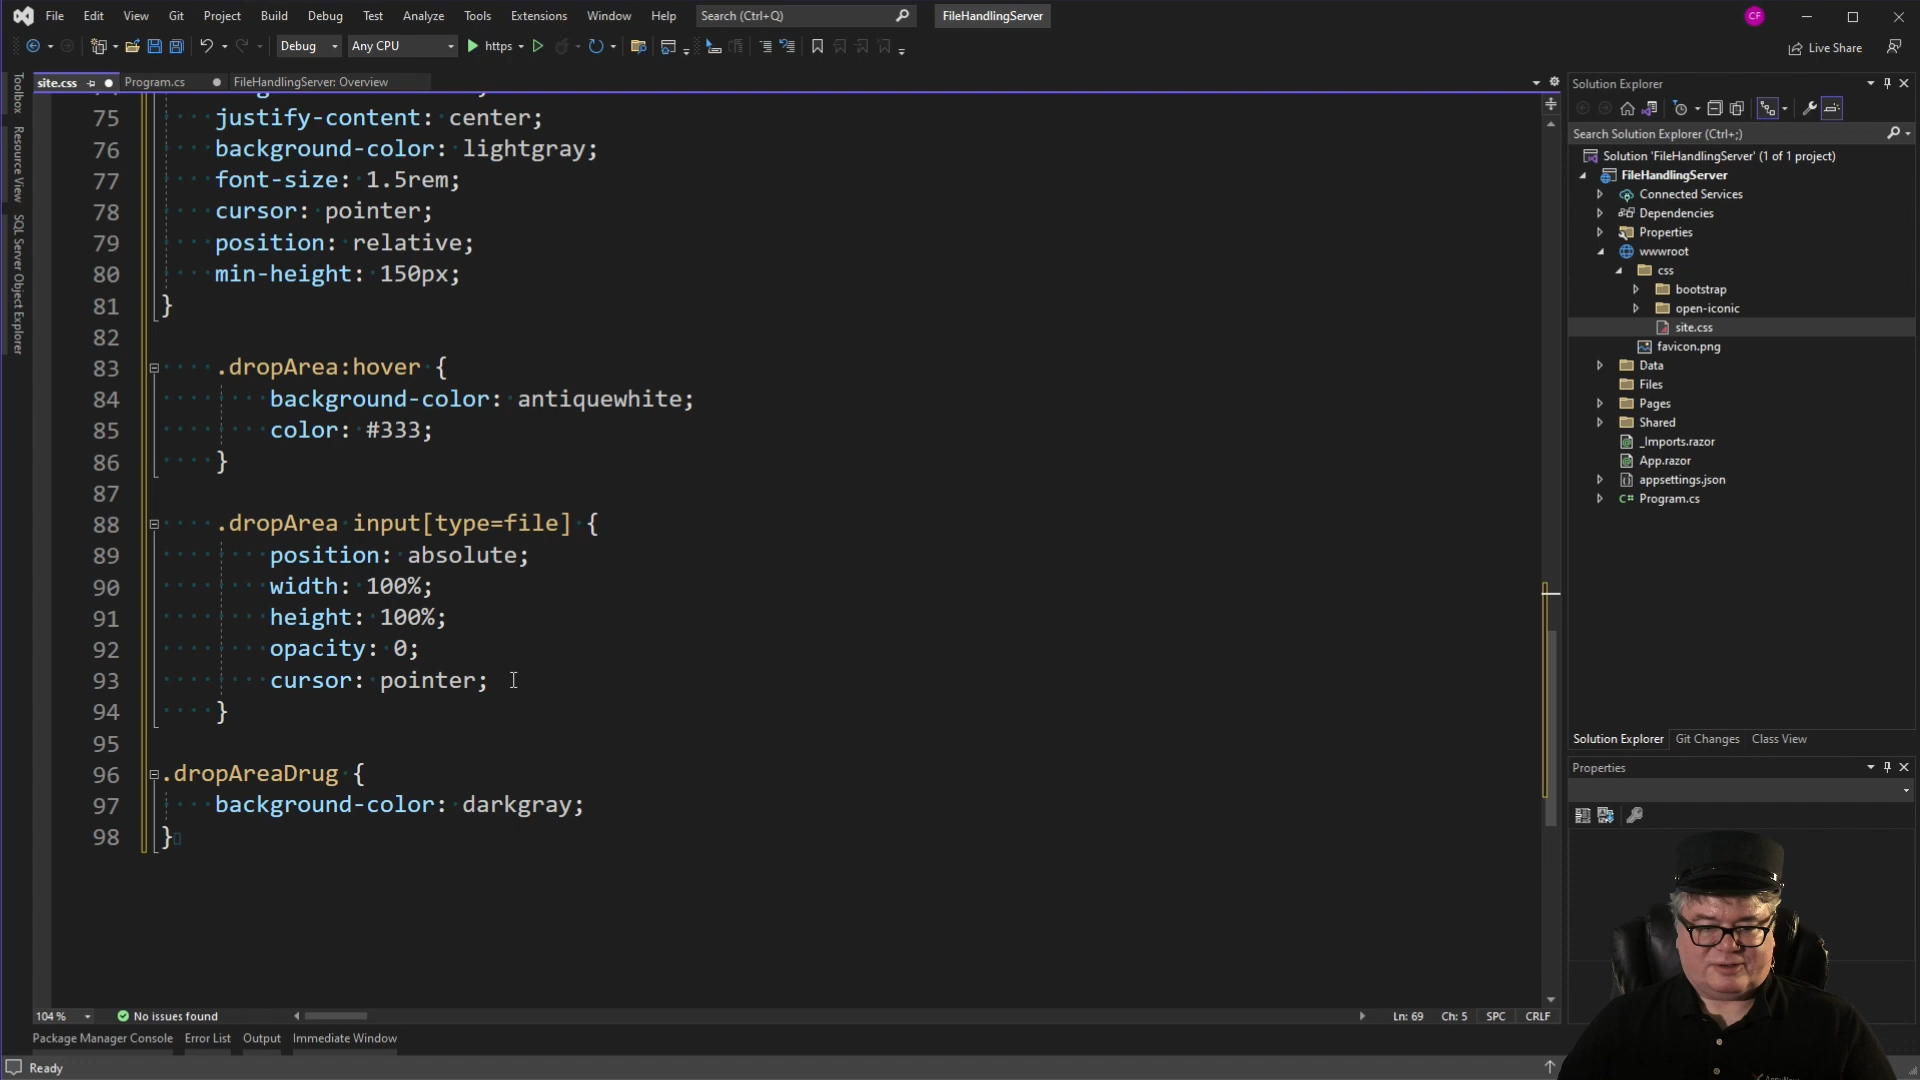 File Edit View Git Project Build Debug Test Analyze Tools Extensions Window Help Search (Ctrl+Q) FileHandlingServer CF
Debug Any CPU https Live Share
site.css Program.cs FileHandlingServer: Overview
Toolbox
Resource View
SQL Server Object Explorer
75 justify-content: center;
76 background-color: lightgray;
77 font-size: 1.5rem;
78 cursor: pointer;
79 position: relative;
80 min-height: 150px;
81 }
82
83 .dropArea:hover {
84 background-color: antiquewhite;
85 color: #333;
86 }
87
88 .dropArea input[type=file] {
89 position: absolute;
90 width: 100%;
91 height: 100%;
92 opacity: 0;
93 cursor: pointer;
94 }
95
96 .dropAreaDrug {
97 background-color: darkgray;
98 }
104 % No issues found Ln: 69 Ch: 5 SPC CRLF
Package Manager Console Error List Output Immediate Window
Ready
Solution Explorer
Search Solution Explorer (Ctrl+;)
Solution 'FileHandlingServer' (1 of 1 project)
FileHandlingServer
Connected Services
Dependencies
Properties
wwwroot
css
bootstrap
open-iconic
site.css
favicon.png
Data
Files
Pages
Shared
_Imports.razor
App.razor
appsettings.json
C# Program.cs
Solution Explorer Git Changes Class View
Properties